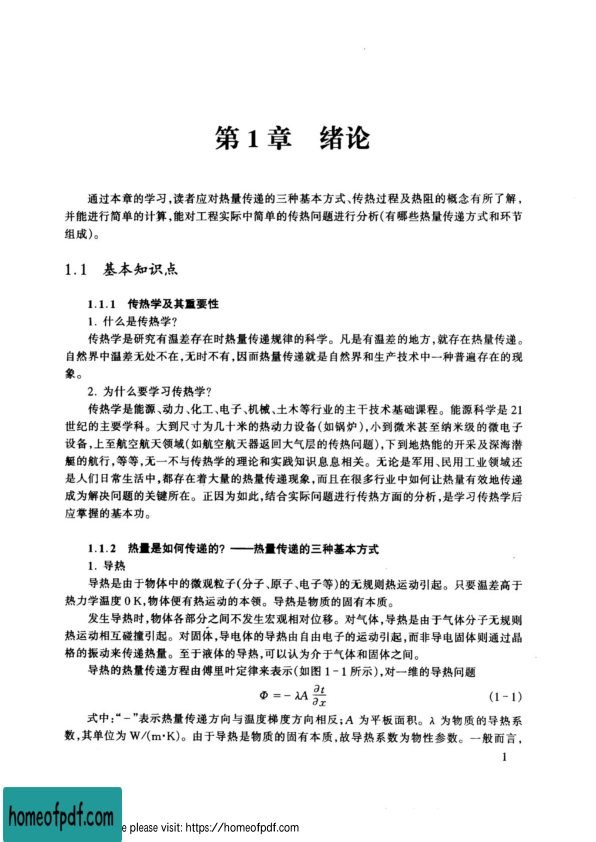 第1章 绪论
通过本章的学习,读者应对热量传递的三种基本方式、传热过程及热阻的概念有所了解,
并能进行简单的计算,能对工程实际中简单的传热问题进行分析(有哪些热量传递方式和环节
组成)。
1.1 基本知识点
1.1.1 传热学及其重要性
1. 什么是传热学?
传热学是研究有温差存在时热量传递规律的科学。凡是有温差的地方,就存在热量传递。
自然界中温差无处不在,无时不有,因而热量传递就是自然界和生产技术中一种普遍存在的现
象。
2. 为什么要学习传热学?
传热学是能源、动力、化工、电子、机械、土木等行业的主干技术基础课程。能源科学是 21
世纪的主要学科。大到尺寸为几十米的热动力设备(如锅炉),小到微米甚至纳米级的微电子
设备,上至航空航天领域(如航空航天器返回大气层的传热问题),下到地热能的开采及深海潜
艇的航行,等等,无一不与传热学的理论和实践知识息息相关。无论是军用、民用工业领域还
是人们日常生活中,都存在着大量的热量传递现象,而且在很多行业中如何让热量有效地传递
成为解决问题的关键所在。正因为如此,结合实际问题进行传热方面的分析,是学习传热学后
应掌握的基本功。
1.1.2 热量是如何传递的?——热量传递的三种基本方式
1. 导热
导热是由于物体中的微观粒子(分子、原子、电子等)的无规则热运动引起。只要温差高于
热力学温度 0 K,物体便有热运动的本领。导热是物质的固有本质。
发生导热时,物体各部分之间不发生宏观相对位移。对气体,导热是由于气体分子无规则
热运动相互碰撞引起。对固体,导电体的导热由自由电子的运动引起,而非导电固体则通过晶
格的振动来传递热量。至于液体的导热,可以认为介于气体和固体之间。
导热的热量传递方程由傅里叶定律来表示(如图 1-1 所示),对一维的导热问题
Φ = − λA ∂t/∂x (1-1)
式中:“−”表示热量传递方向与温度梯度方向相反;A 为平板面积。λ 为物质的导热系
数,其单位为 W/(m·K)。由于导热是物质的固有本质,故导热系数为物性参数。一般而言,
1
homeofpdf.com
e please visit: https://homeofpdf.com